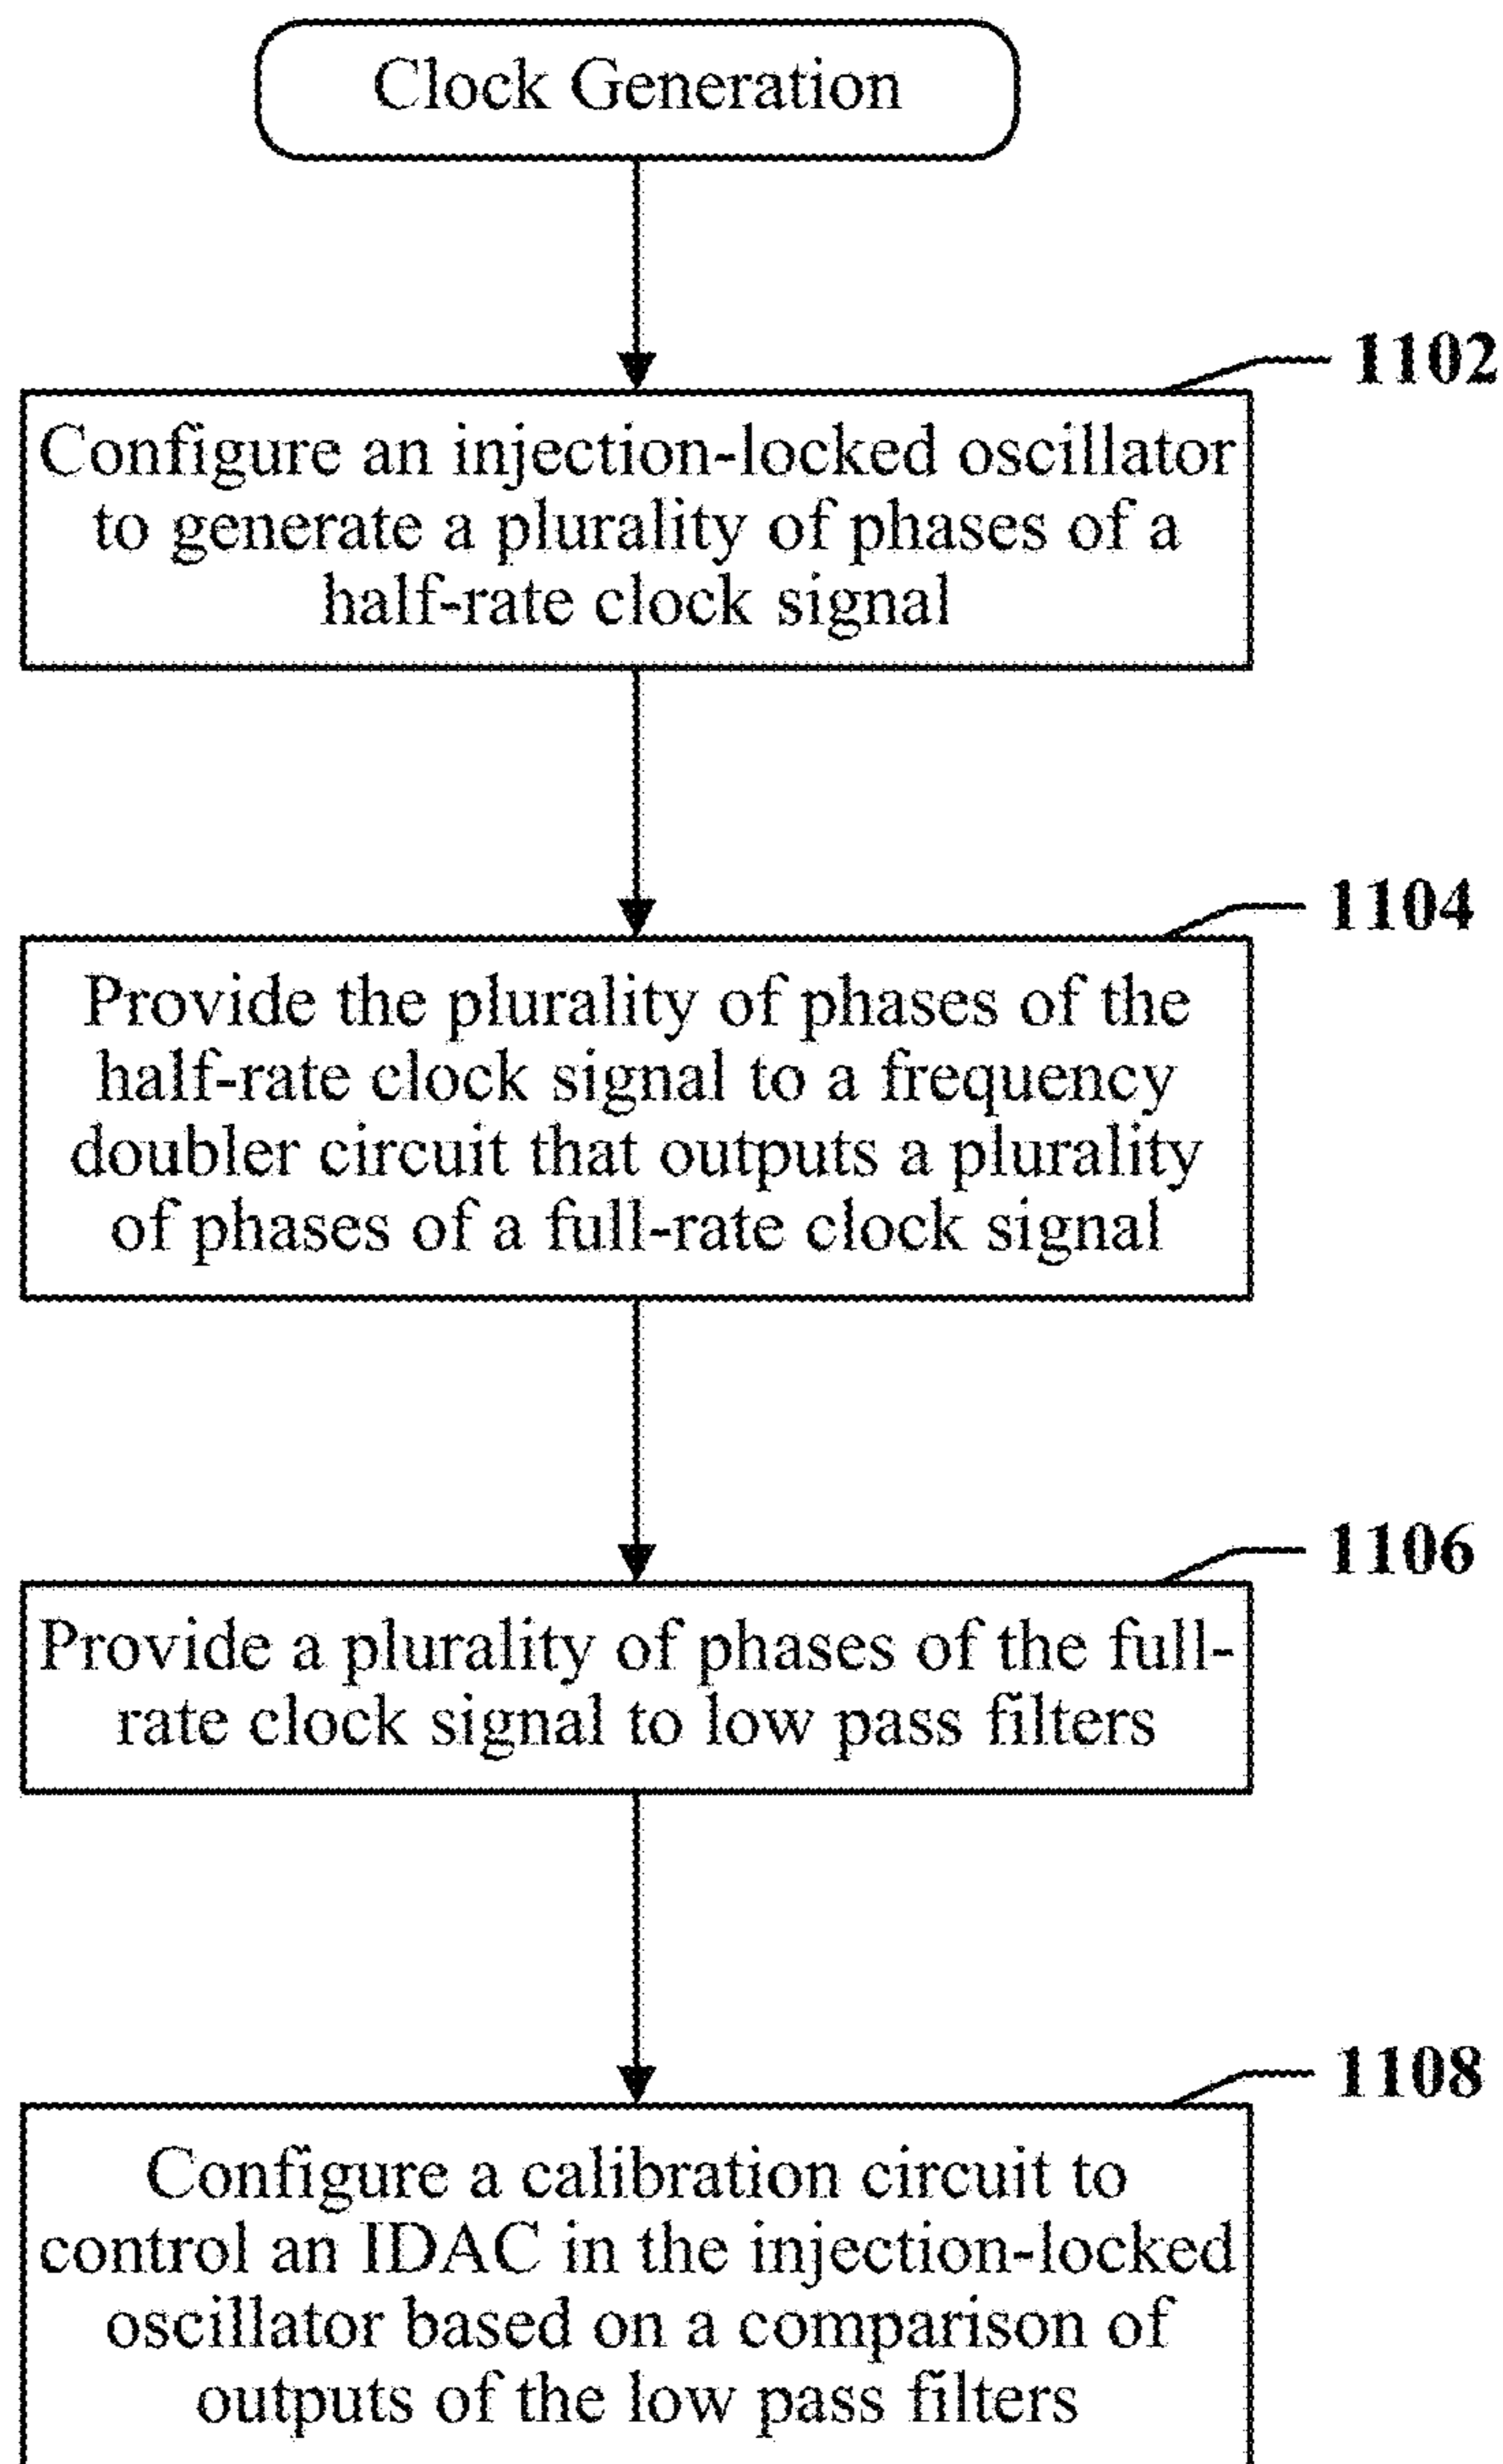 Clock Generation
1102
Configure an injection-locked oscillator
to generate a plurality of phases of a
half-rate clock signal
1104
Provide the plurality of phases of the
half-rate clock signal to a frequency
doubler circuit that outputs a plurality
of phases of a full-rate clock signal
1106
Provide a plurality of phases of the full-
rate clock signal to low pass filters
1108
Configure a calibration circuit to
control an IDAC in the injection-locked
oscillator based on a comparison of
outputs of the low pass filters